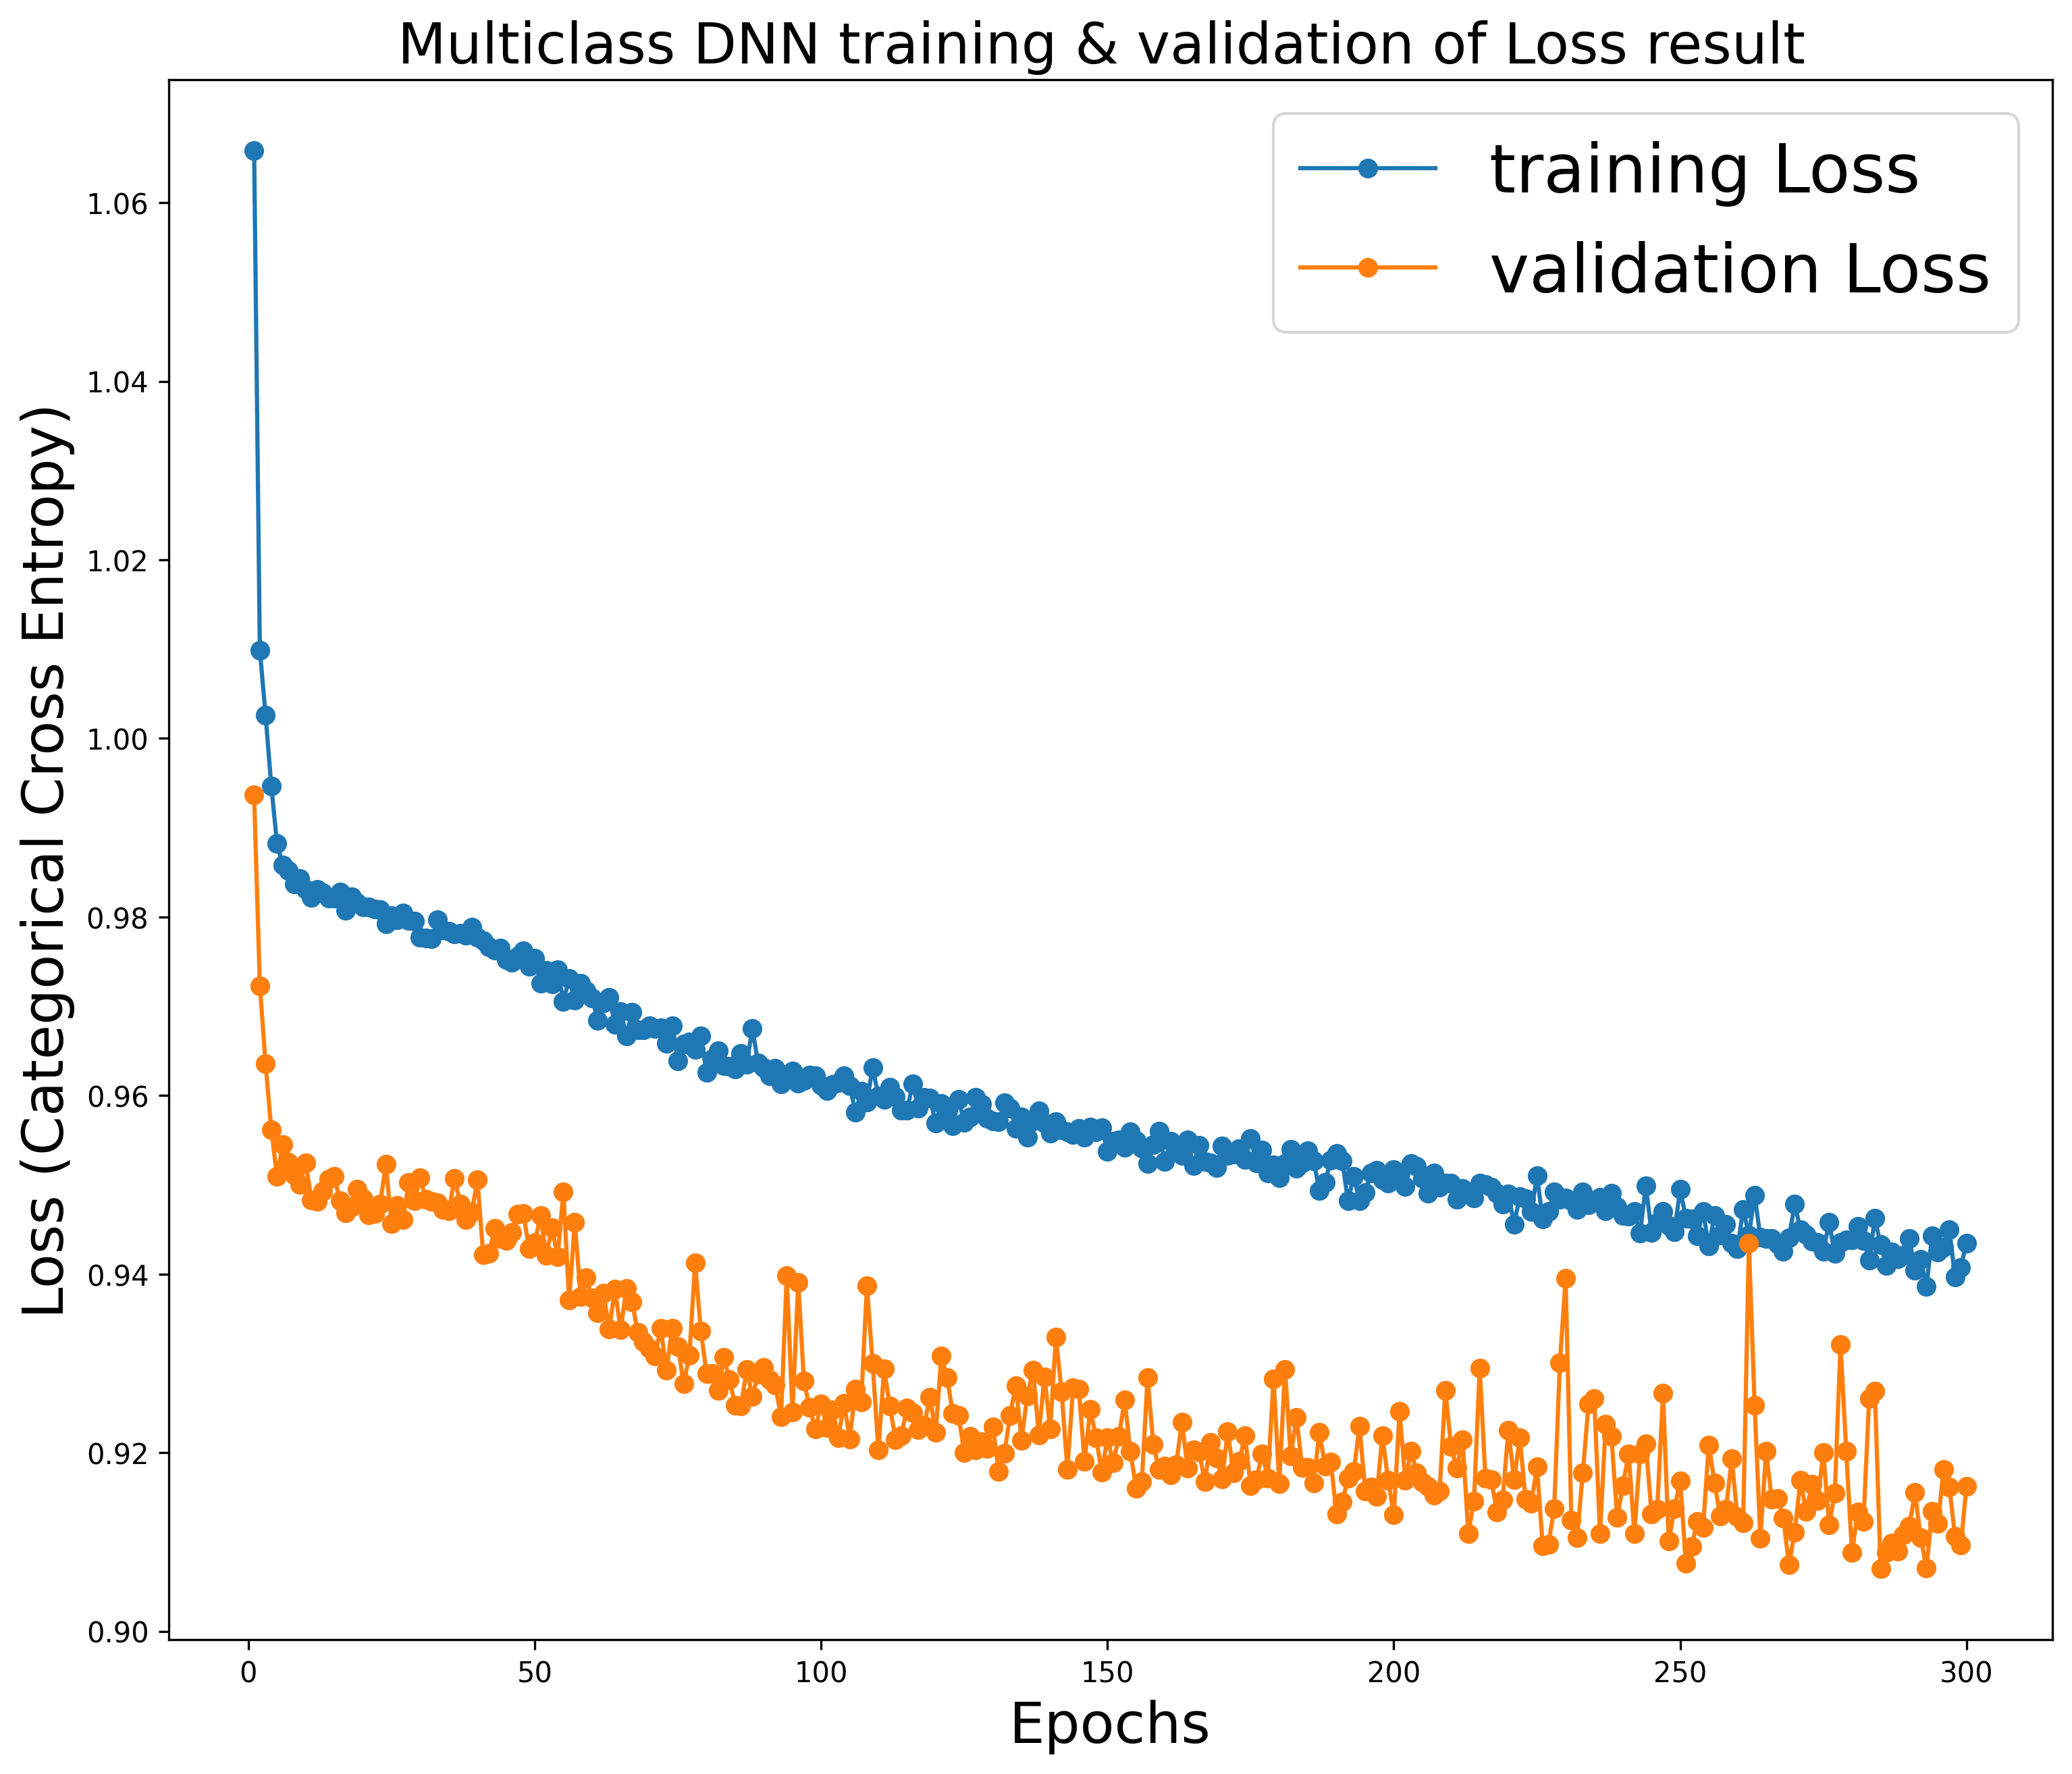 Multiclass DNN training & validation of Loss result
training Loss
validation Loss
Loss (Categorical Cross Entropy)
1.06
1.04
1.02
1.00
0.98
0.96
0.94
0.92
0.90
0 50 100 150 200 250 300
Epochs